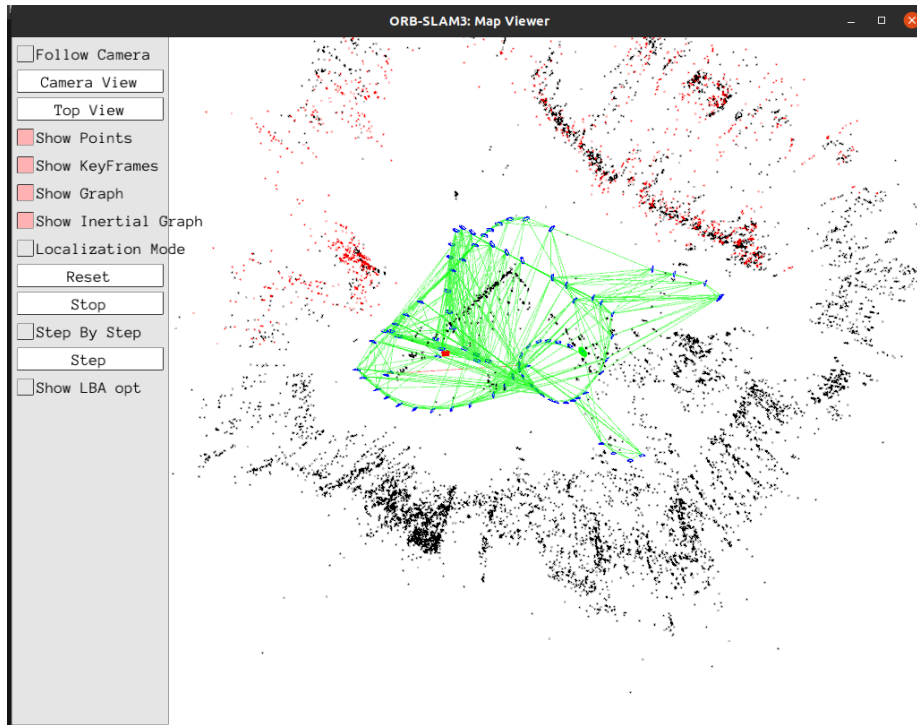 ORB-SLAM3: Map Viewer
Follow Camera
Camera View
Top View
Show Points
Show KeyFrames
Show Graph
Show Inertial Graph
Localization Mode
Reset
Stop
Step By Step
Step
Show LBA opt